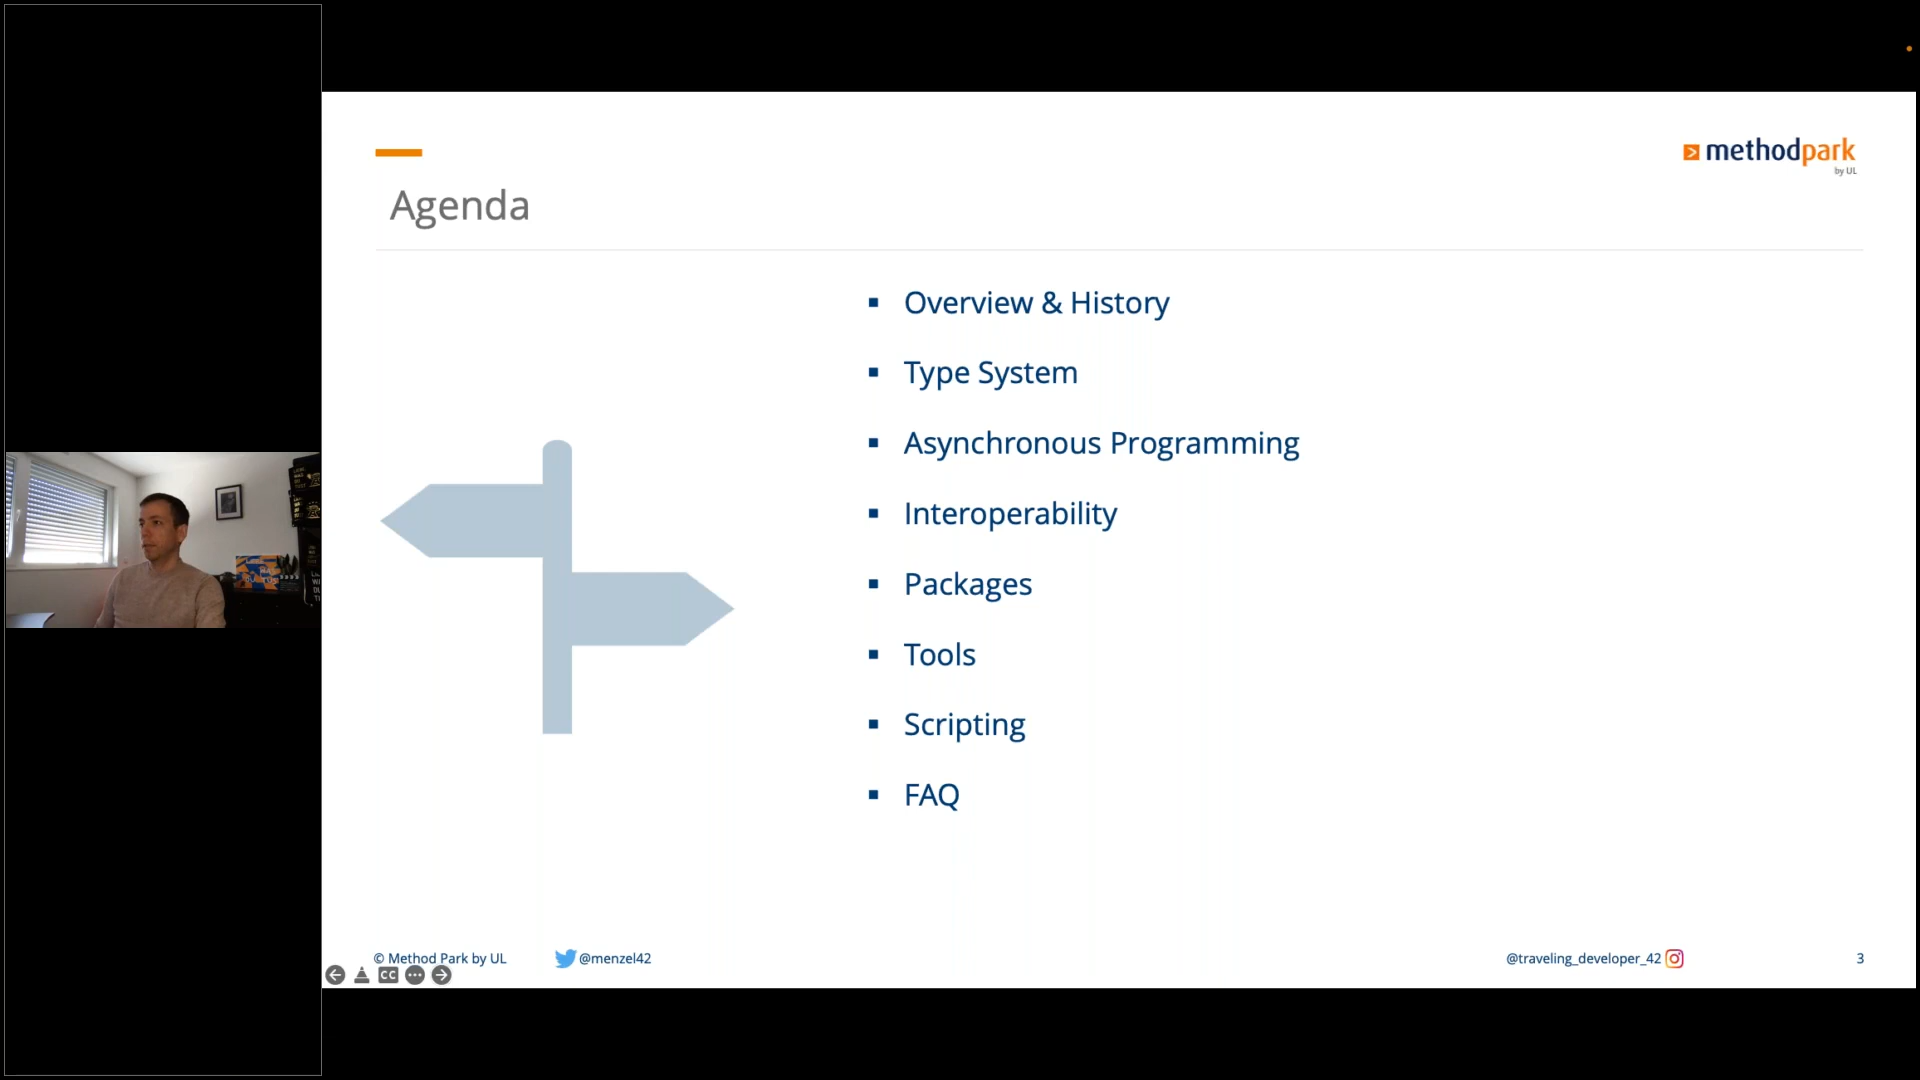 methodpark
by UL
Agenda
Overview & History
Type System
Asynchronous Programming
Interoperability
Packages
Tools
Scripting
FAQ
© Method Park by UL
@menzel42
@traveling_developer_42
3
CC